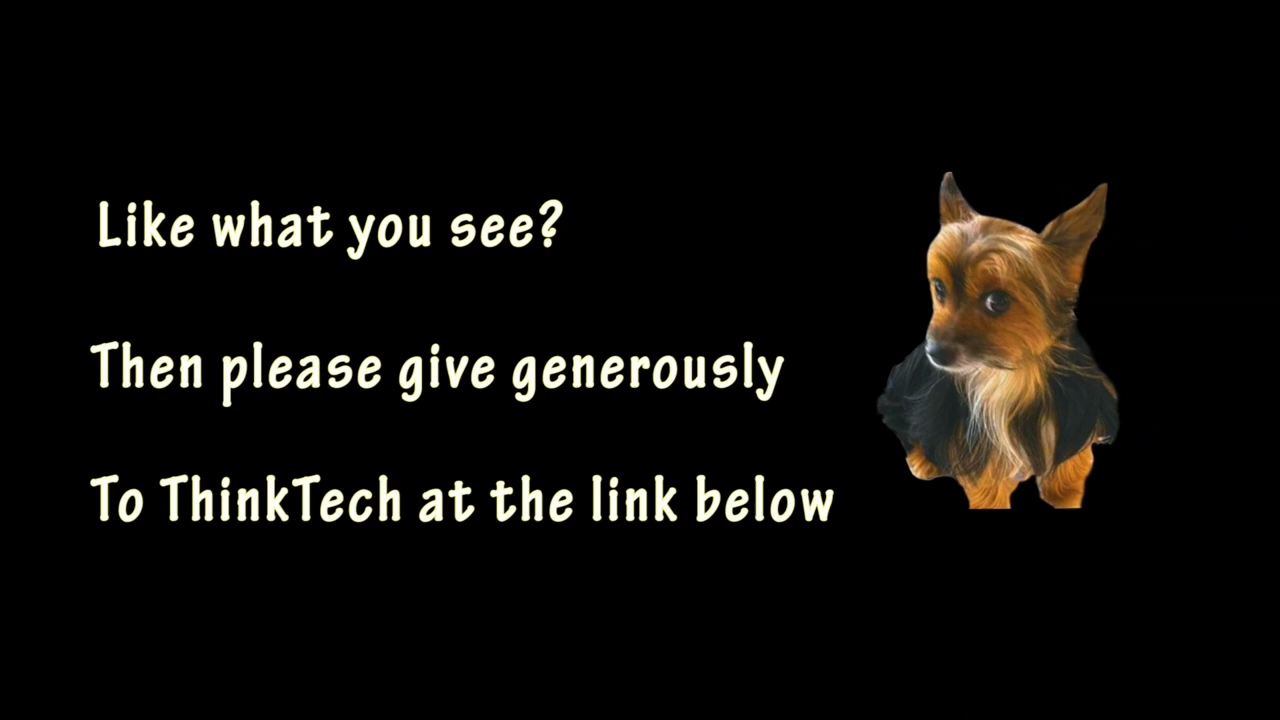 Like what you see?
Then please give generously
To ThinkTech at the link below